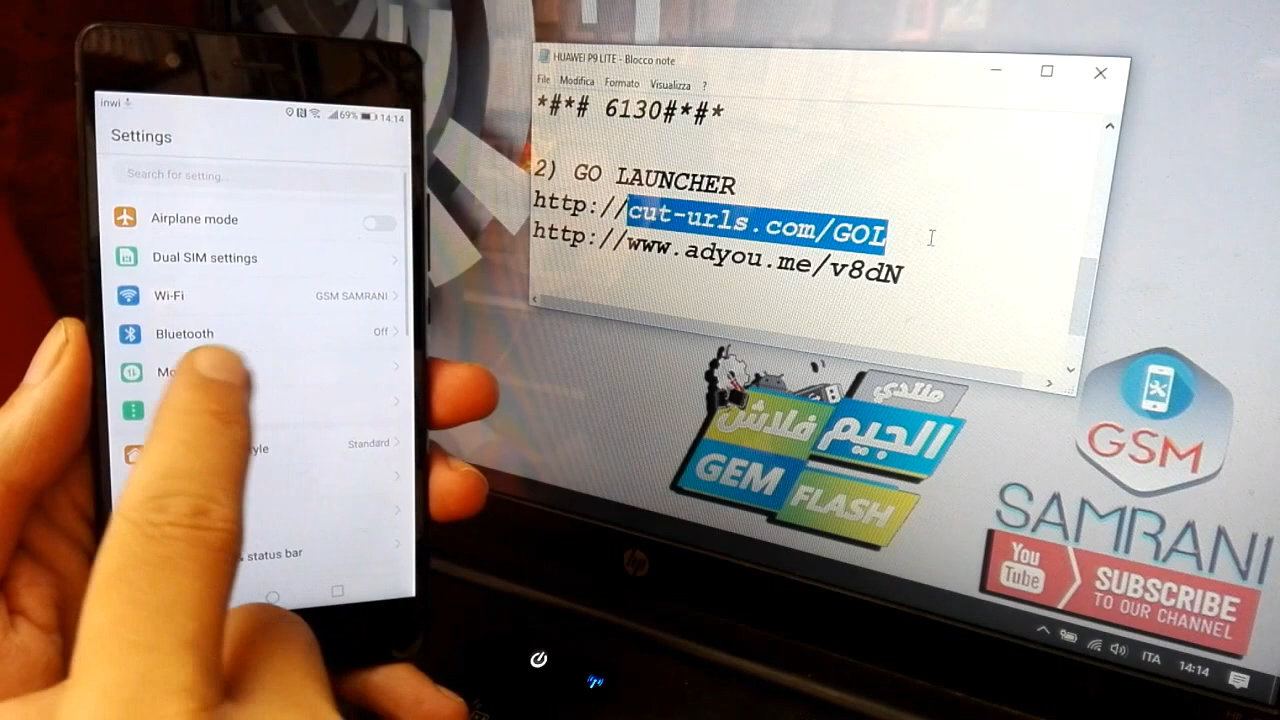 inwi
69% 14:14
Settings
Search for setting...
Airplane mode
Dual SIM settings
Wi-Fi GSM SAMRANI
Bluetooth Off
Standard
status bar
HUAWEI P9 LITE - Blocco note
File Modifica Formato Visualizza ?
*#*# 6130#*#*
2) GO LAUNCHER
http://cut-urls.com/GOL
http://www.adyou.me/v8dN
منتدي
الجيم فلاش
GEM FLASH
GSM
SAMRANI
You Tube
SUBSCRIBE
TO OUR CHANNEL
hp
ITA 14:14